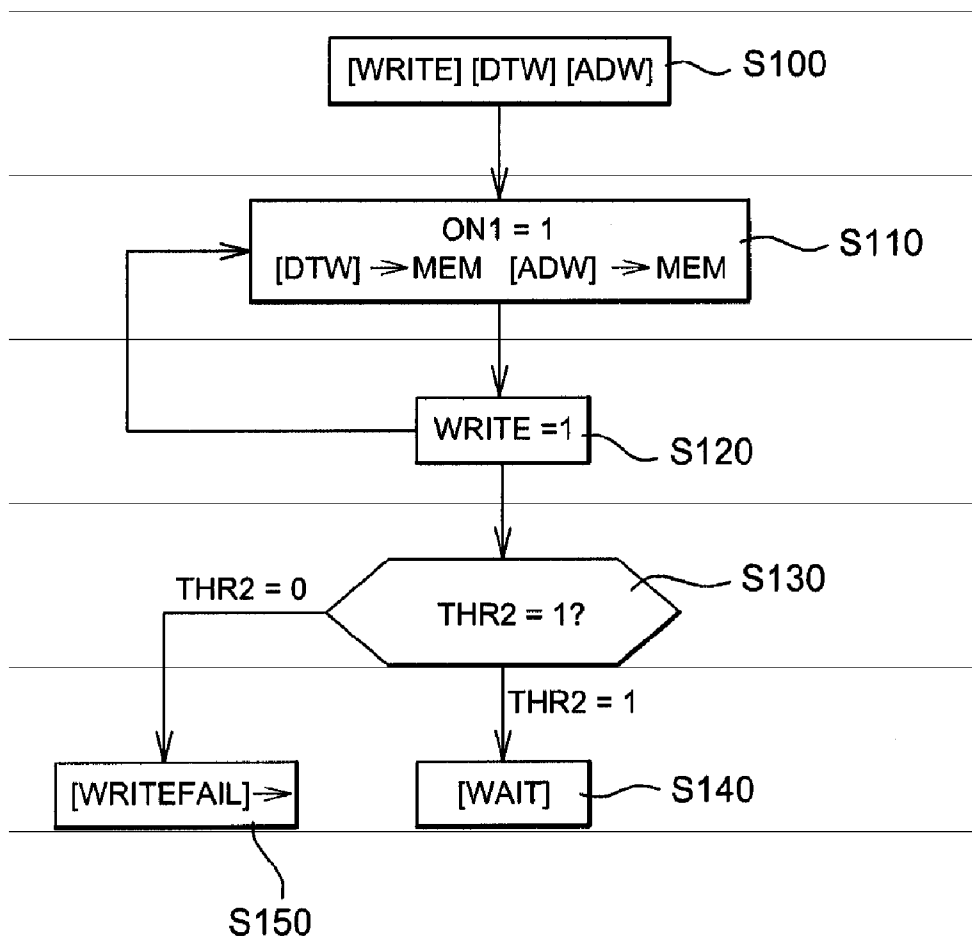 [WRITE] [DTW] [ADW]
S100
ON1 = 1
[DTW] → MEM [ADW] → MEM
S110
WRITE =1
S120
THR2 = 0
THR2 = 1?
S130
THR2 = 1
[WRITEFAIL]→
[WAIT]
S140
S150